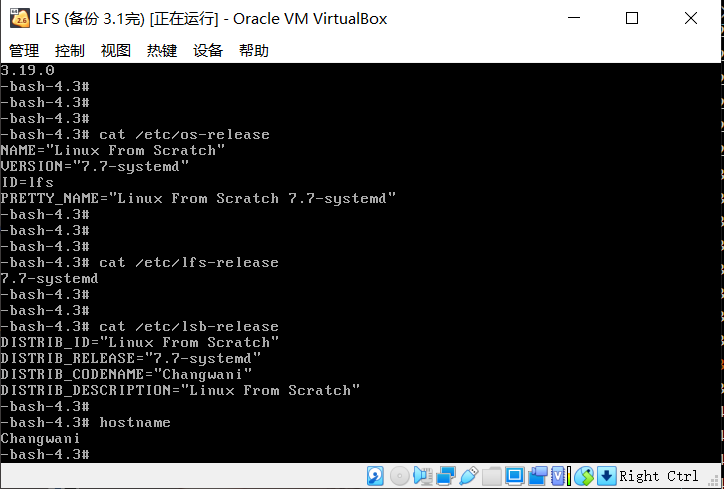 LFS (备份 3.1完) [正在运行] - Oracle VM VirtualBox
管理 控制 视图 热键 设备 帮助
3.19.0
-bash-4.3#
-bash-4.3#
-bash-4.3#
-bash-4.3# cat /etc/os-release
NAME="Linux From Scratch"
VERSION="7.7-systemd"
ID=lfs
PRETTY_NAME="Linux From Scratch 7.7-systemd"
-bash-4.3#
-bash-4.3#
-bash-4.3#
-bash-4.3# cat /etc/lfs-release
7.7-systemd
-bash-4.3#
-bash-4.3#
-bash-4.3# cat /etc/lsb-release
DISTRIB_ID="Linux From Scratch"
DISTRIB_RELEASE="7.7-systemd"
DISTRIB_CODENAME="Changwani"
DISTRIB_DESCRIPTION="Linux From Scratch"
-bash-4.3#
-bash-4.3# hostname
Changwani
-bash-4.3#
Right Ctrl